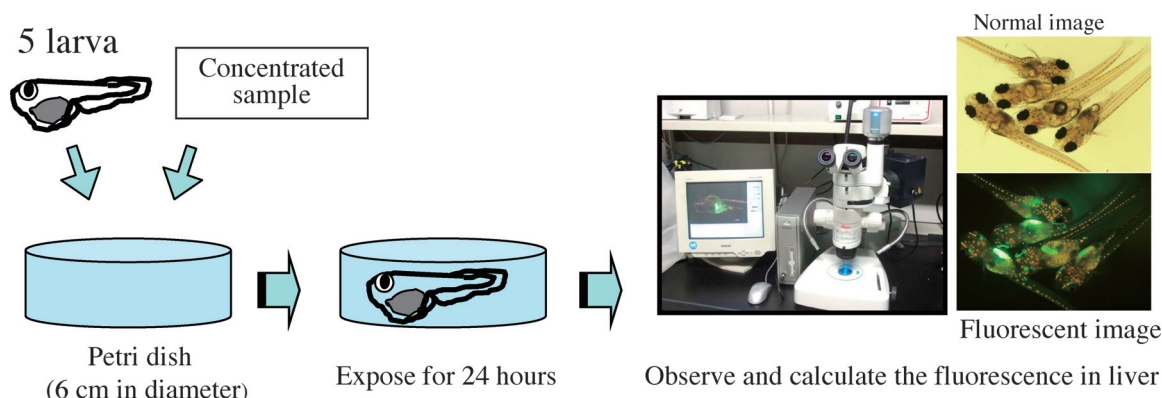 5 larva
Concentrated
sample
Normal image
Fluorescent image
Petri dish
(6 cm in diameter)
Expose for 24 hours
Observe and calculate the fluorescence in liver